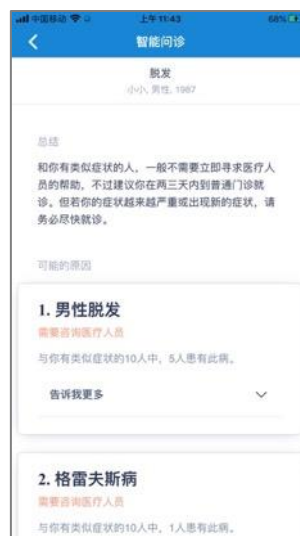 中国移动 上午11:43 68%
智能问诊
脱发
小小, 男性, 1987
总结
和你有类似症状的人，一般不需要立即寻求医疗人
员的帮助，不过建议你在两三天内到普通门诊就
诊。但若你的症状越来越严重或出现新的症状，请
务必尽快就诊。
可能的原因
1. 男性脱发
需要咨询医疗人员
与你有类似症状的10人中，5人患有此病。
告诉我更多
2. 格雷夫斯病
需要咨询医疗人员
与你有类似症状的10人中，1人患有此病。